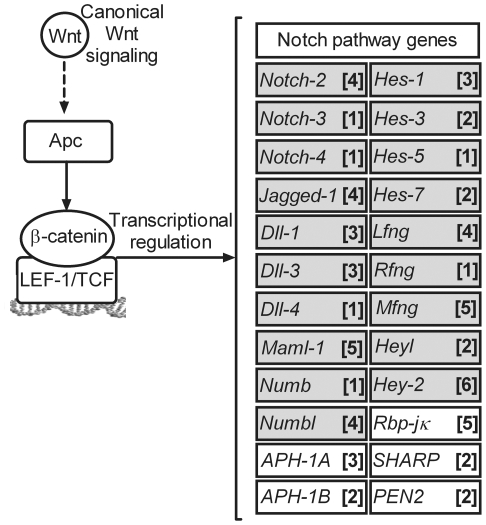 Canonical
Wnt
signaling
Wnt
Apc
β-catenin
LEF-1/TCF
Transcriptional
regulation
Notch pathway genes
Notch-2 [4] Hes-1 [3]
Notch-3 [1] Hes-3 [2]
Notch-4 [1] Hes-5 [1]
Jagged-1 [4] Hes-7 [2]
Dll-1 [3] Lfng [4]
Dll-3 [3] Rfng [1]
Dll-4 [1] Mfng [5]
Maml-1 [5] Heyl [2]
Numb [1] Hey-2 [6]
Numbl [4] Rbp-jκ [5]
APH-1A [3] SHARP [2]
APH-1B [2] PEN2 [2]